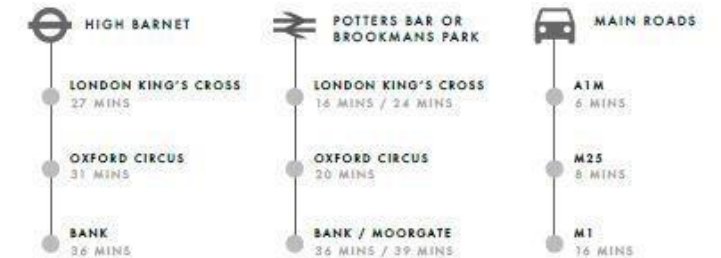 HIGH BARNET
LONDON KING'S CROSS
27 MINS
OXFORD CIRCUS
31 MINS
BANK
36 MINS
POTTERS BAR OR
BROOKMANS PARK
LONDON KING'S CROSS
16 MINS / 24 MINS
OXFORD CIRCUS
20 MINS
BANK / MOORGATE
36 MINS / 39 MINS
MAIN ROADS
A1M
6 MINS
M25
8 MINS
M1
16 MINS